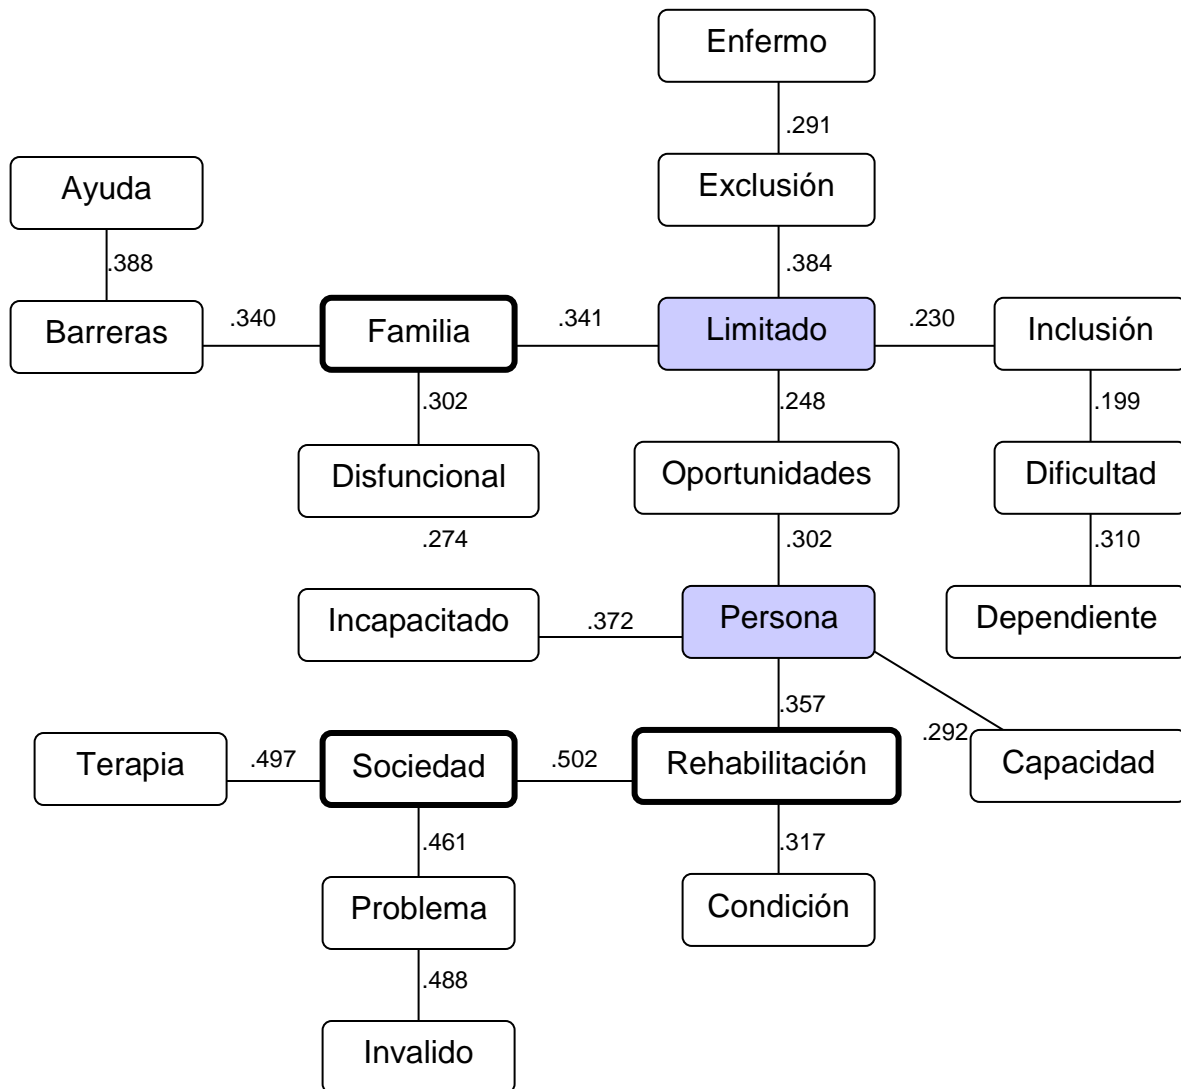 Enfermo
.291
Ayuda
Exclusión
.388
.384
Barreras
.340
Familia
.341
Limitado
.230
Inclusión
.302
.248
.199
Disfuncional
Oportunidades
Dificultad
.274
.302
.310
Incapacitado
.372
Persona
Dependiente
.357
.292
Terapia
.497
Sociedad
.502
Rehabilitación
Capacidad
.461
.317
Problema
Condición
.488
Invalido